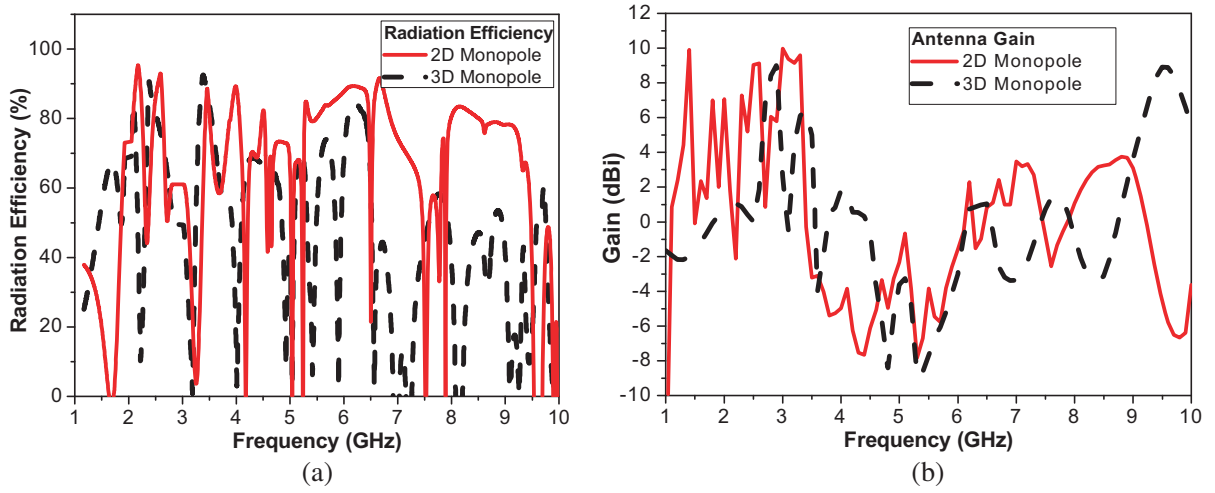 Radiation Efficiency
2D Monopole
3D Monopole
Radiation Efficiency (%)
100
80
60
40
20
0
1 2 3 4 5 6 7 8 9 10
Frequency (GHz)
(a)
Antenna Gain
2D Monopole
3D Monopole
Gain (dBi)
12
10
8
6
4
2
0
-2
-4
-6
-8
-10
1 2 3 4 5 6 7 8 9 10
Frequency (GHz)
(b)